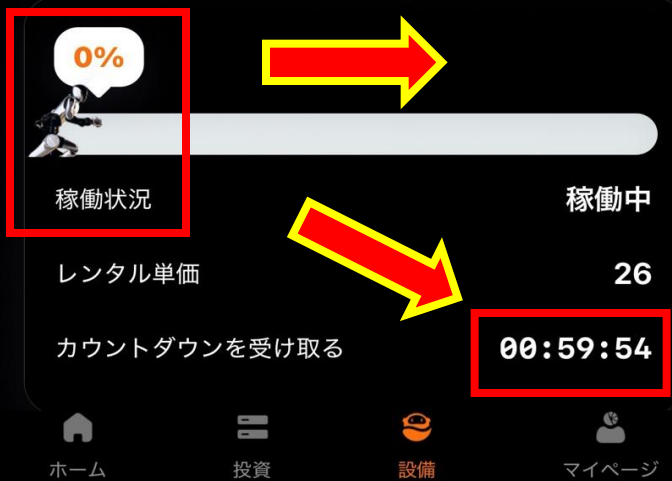 0%
稼働状況 稼働中
レンタル単価 26
カウントダウンを受け取る 00:59:54
ホーム 投資 設備 マイページ